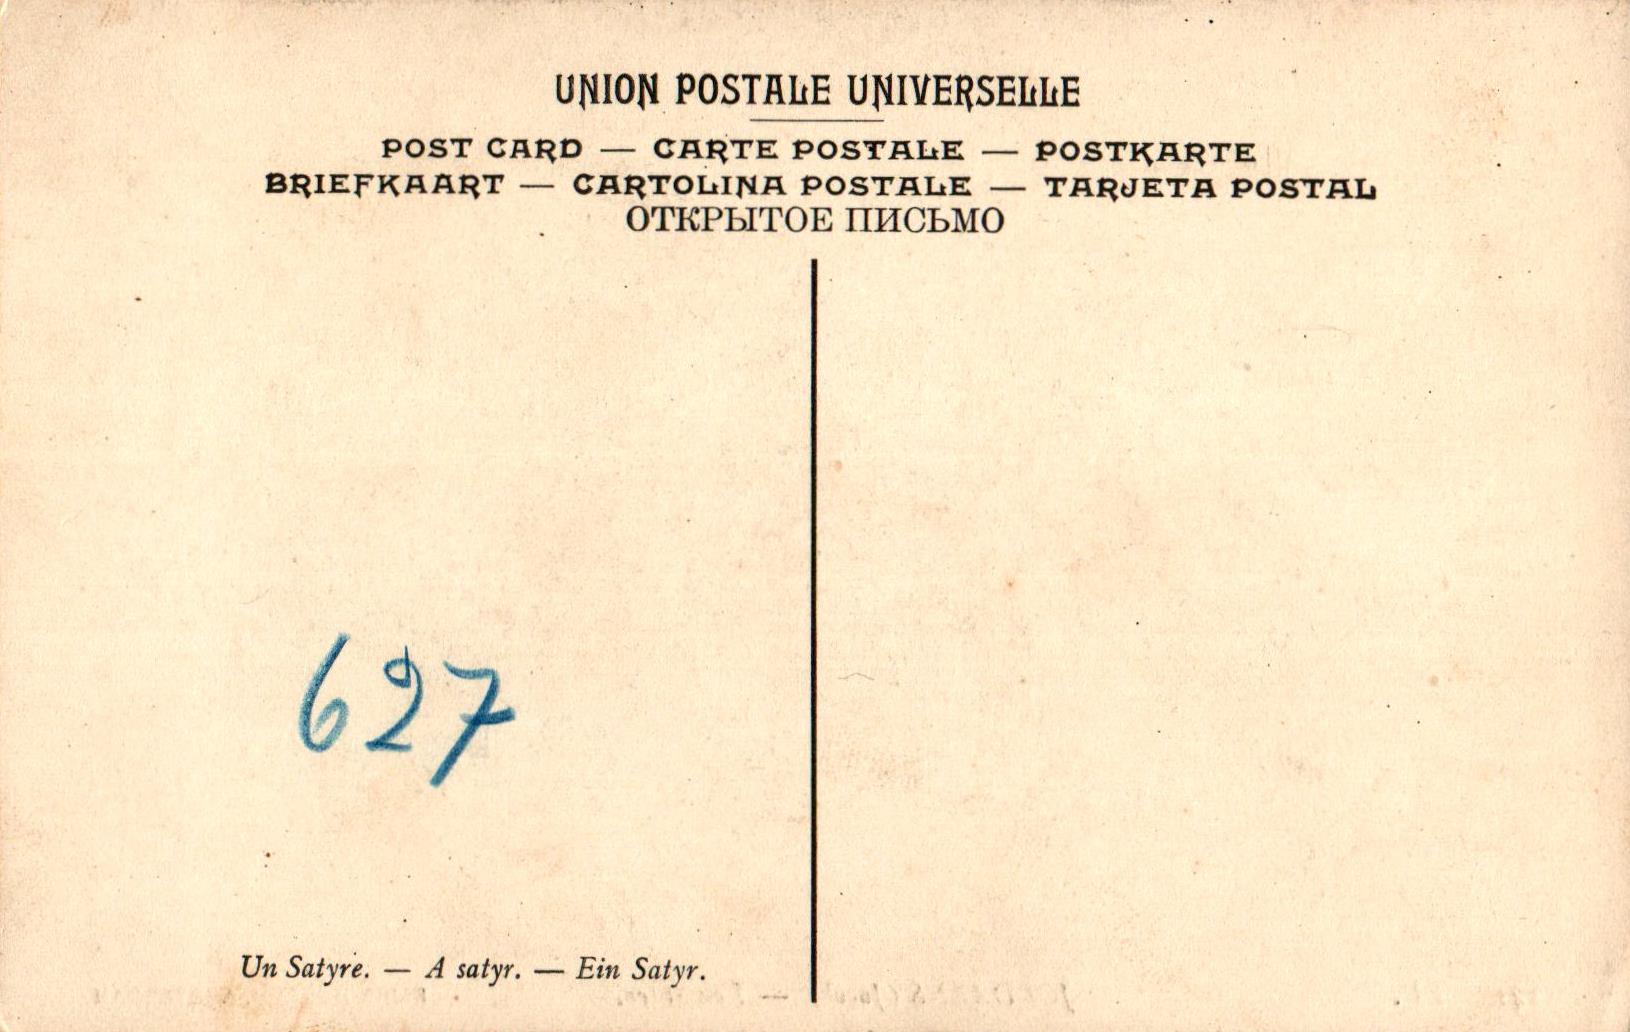 UNION POSTALE UNIVERSELLE
POST CARD — CARTE POSTALE — POSTKARTE
BRIEFKAART — CARTOLINA POSTALE — TARJETA POSTAL
ОТКРЫТОЕ ПИСЬМО
627
Un Satyre. — A satyr. — Ein Satyr.